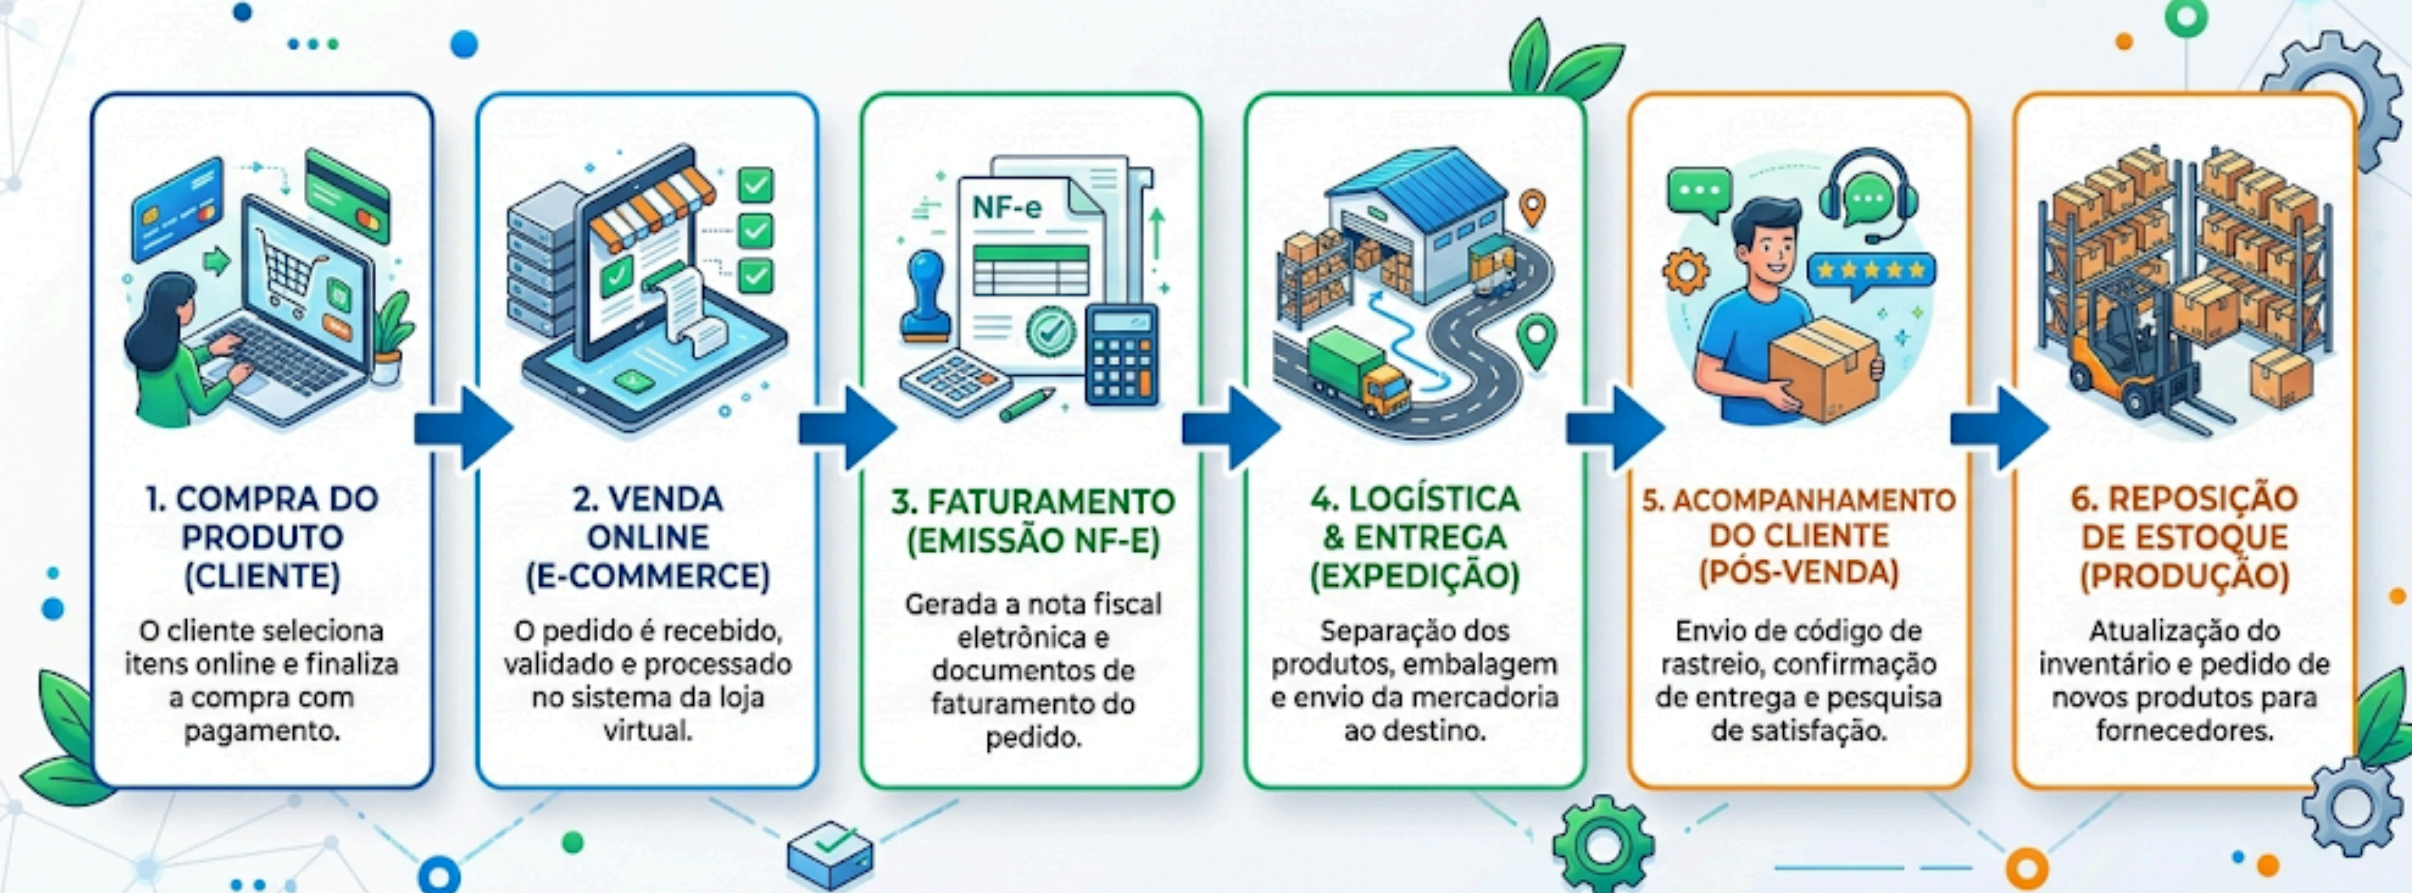 NF-e
1. COMPRA DO
PRODUTO
(CLIENTE)
O cliente seleciona
itens online e finaliza
a compra com
pagamento.
2. VENDA
ONLINE
(E-COMMERCE)
O pedido é recebido,
validado e processado
no sistema da loja
virtual.
3. FATURAMENTO
(EMISSÃO NF-E)
Gerada a nota fiscal
eletrônica e
documentos de
faturamento do
pedido.
4. LOGÍSTICA
& ENTREGA
(EXPEDIÇÃO)
Separação dos
produtos, embalagem
e envio da mercadoria
ao destino.
5. ACOMPANHAMENTO
DO CLIENTE
(PÓS-VENDA)
Envio de código de
rastreio, confirmação
de entrega e pesquisa
de satisfação.
6. REPOSIÇÃO
DE ESTOQUE
(PRODUÇÃO)
Atualização do
inventário e pedido de
novos produtos para
fornecedores.